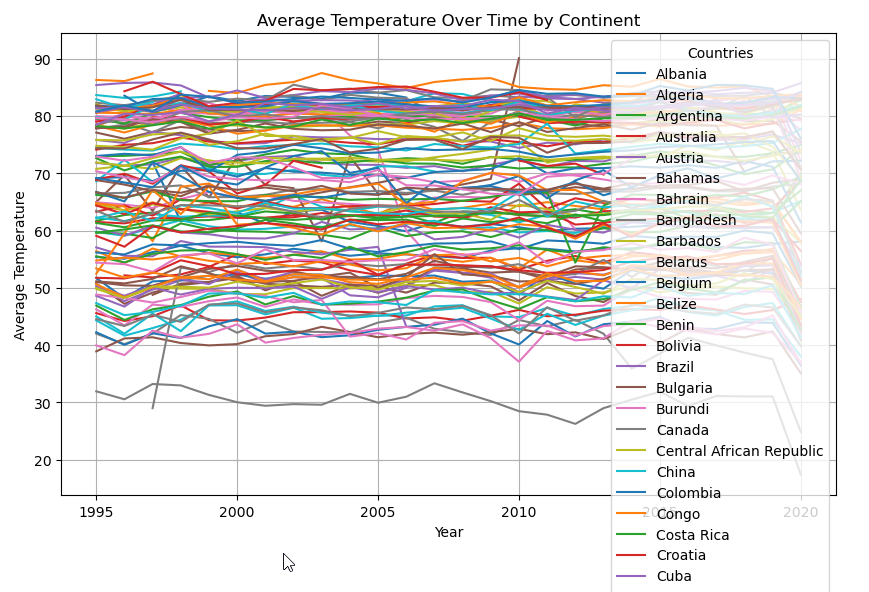 Average Temperature Over Time by Continent
Average Temperature
90
80
70
60
50
40
30
20
1995
2000
2005
2010
2015
2020
Year
Countries
Albania
Algeria
Argentina
Australia
Austria
Bahamas
Bahrain
Bangladesh
Barbados
Belarus
Belgium
Belize
Benin
Bolivia
Brazil
Bulgaria
Burundi
Canada
Central African Republic
China
Colombia
Congo
Costa Rica
Croatia
Cuba